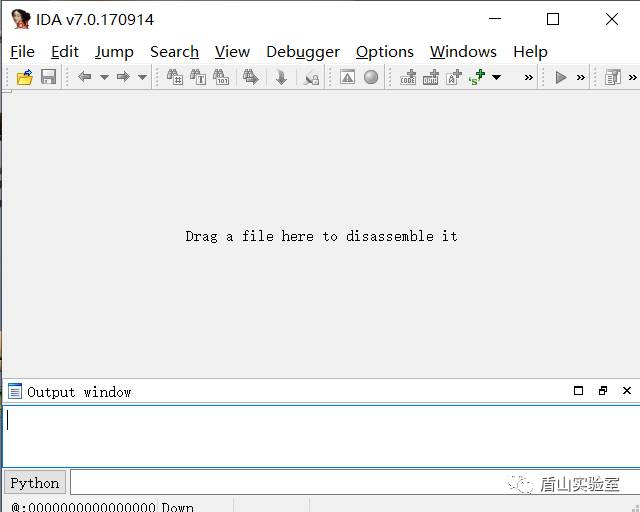 IDA v7.0.170914
File Edit Jump Search View Debugger Options Windows Help
Drag a file here to disassemble it
Output window
Python
盾山实验室
@:0000000000000000 Down